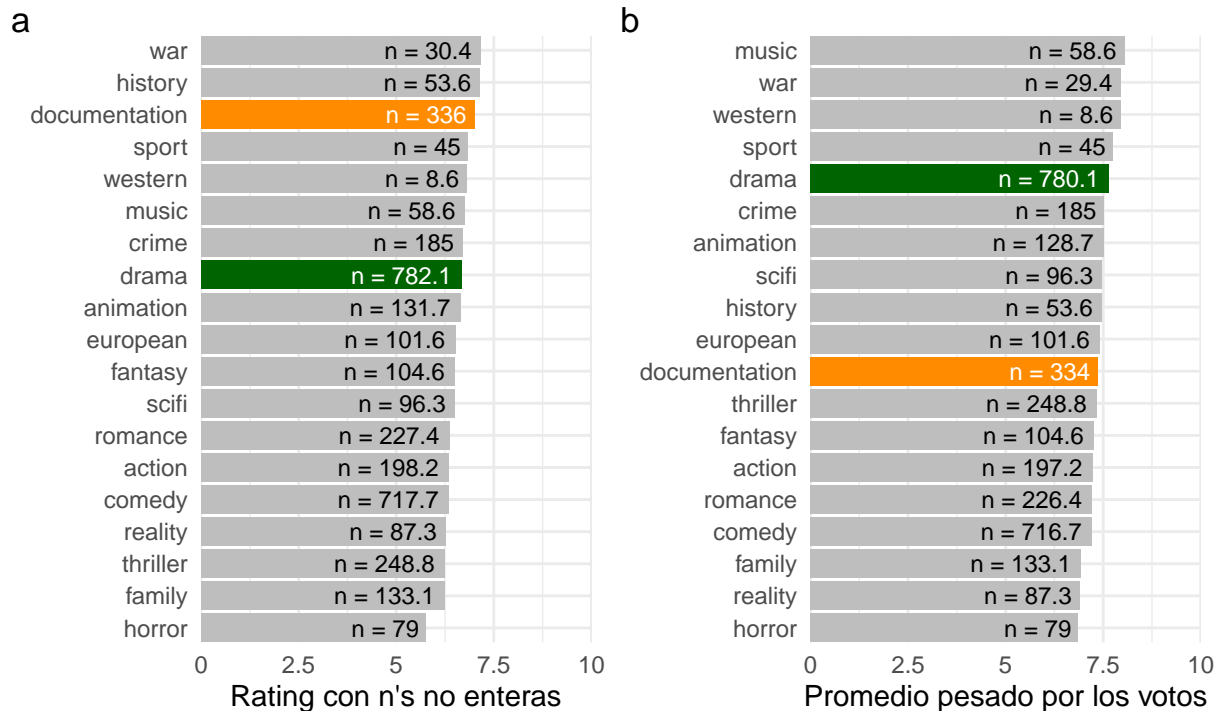 a
war n = 30.4
history n = 53.6
documentation n = 336
sport n = 45
western n = 8.6
music n = 58.6
crime n = 185
drama n = 782.1
animation n = 131.7
european n = 101.6
fantasy n = 104.6
scifi n = 96.3
romance n = 227.4
action n = 198.2
comedy n = 717.7
reality n = 87.3
thriller n = 248.8
family n = 133.1
horror n = 79
0 2.5 5 7.5 10
Rating con n's no enteras
b
music n = 58.6
war n = 29.4
western n = 8.6
sport n = 45
drama n = 780.1
crime n = 185
animation n = 128.7
scifi n = 96.3
history n = 53.6
european n = 101.6
documentation n = 334
thriller n = 248.8
fantasy n = 104.6
action n = 197.2
romance n = 226.4
comedy n = 716.7
family n = 133.1
reality n = 87.3
horror n = 79
0 2.5 5 7.5 10
Promedio pesado por los votos